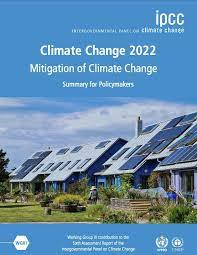 ipcc
INTERGOVERNMENTAL PANEL ON climate change
Climate Change 2022
Mitigation of Climate Change
Summary for Policymakers
WGIII
Working Group III contribution to the
Sixth Assessment Report of the
Intergovernmental Panel on Climate Change